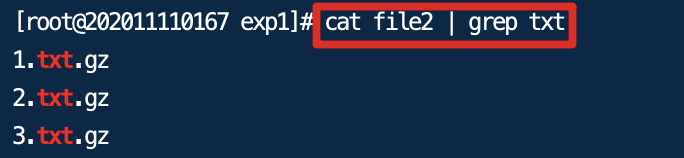 [root@202011110167 exp1]# cat file2 | grep txt
1.txt.gz
2.txt.gz
3.txt.gz